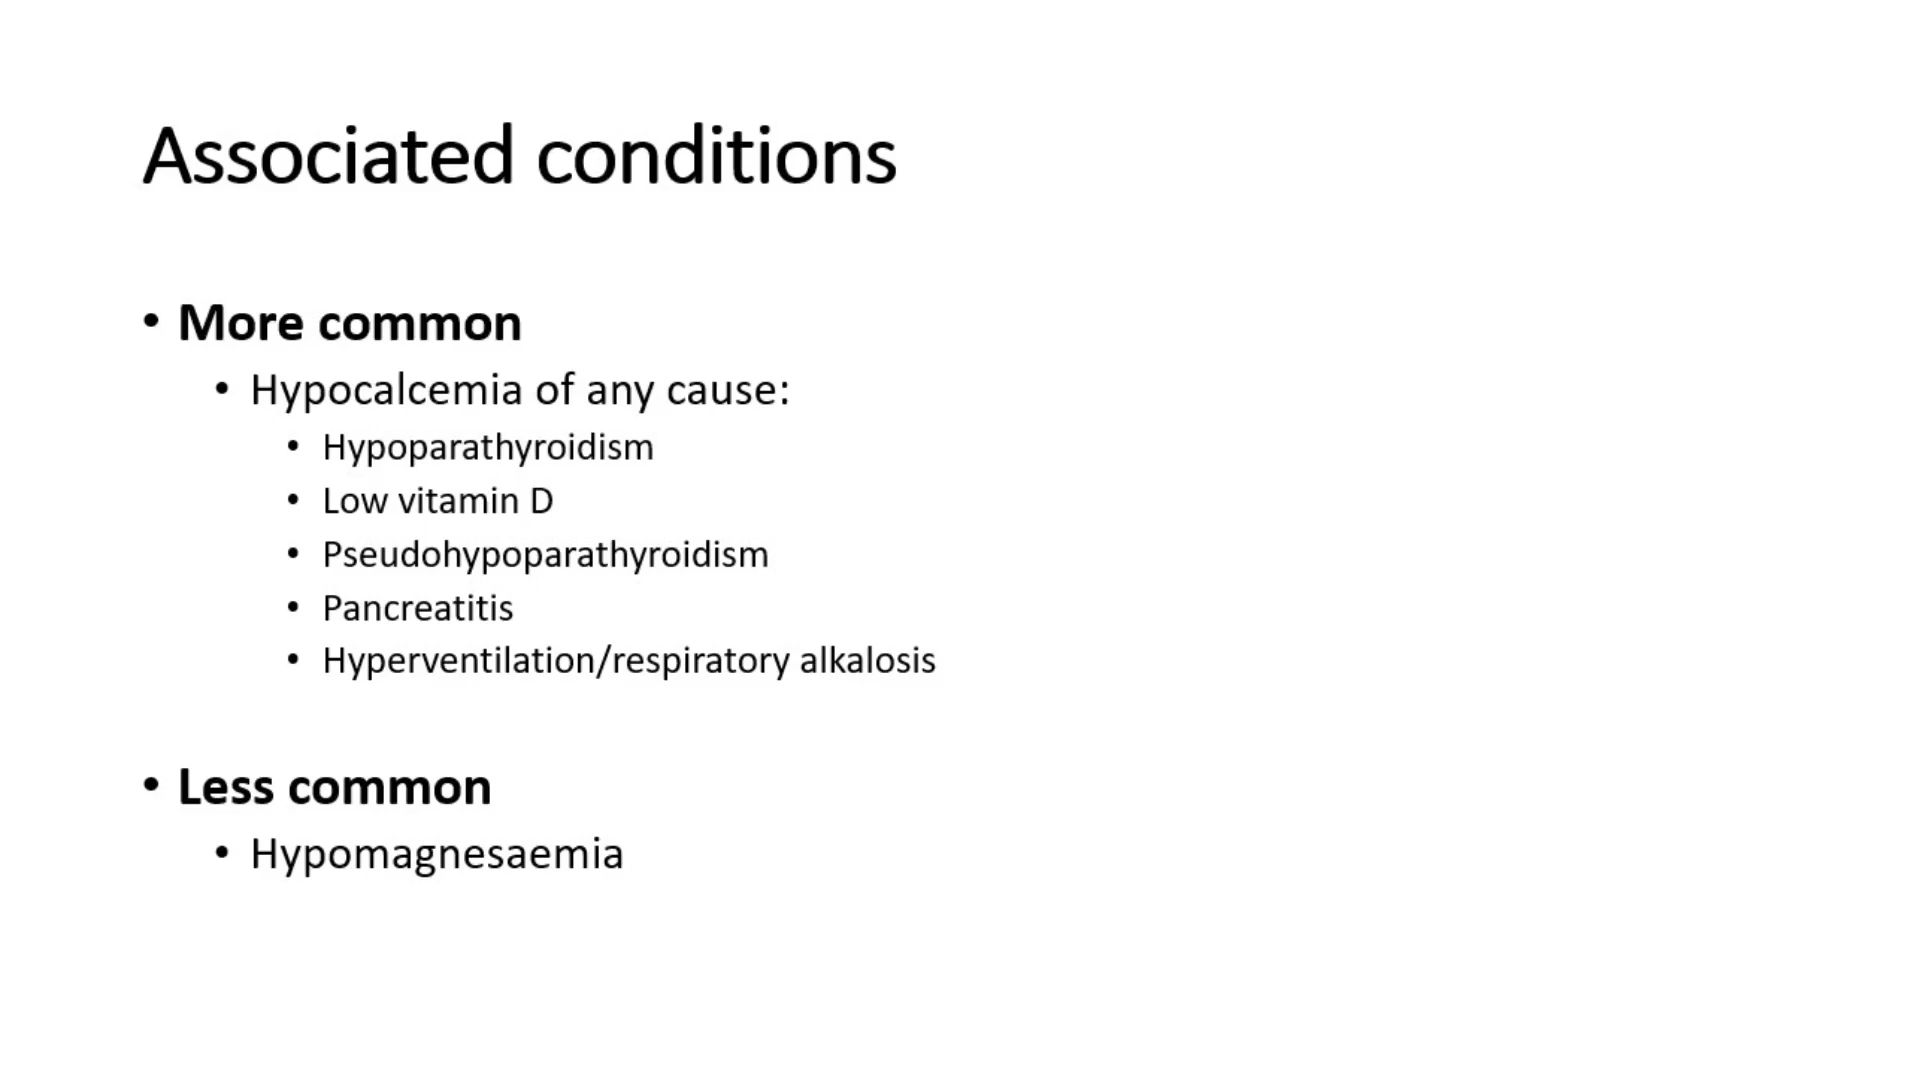 Associated conditions
• More common
• Hypocalcemia of any cause:
• Hypoparathyroidism
• Low vitamin D
• Pseudohypoparathyroidism
• Pancreatitis
• Hyperventilation/respiratory alkalosis
• Less common
• Hypomagnesaemia